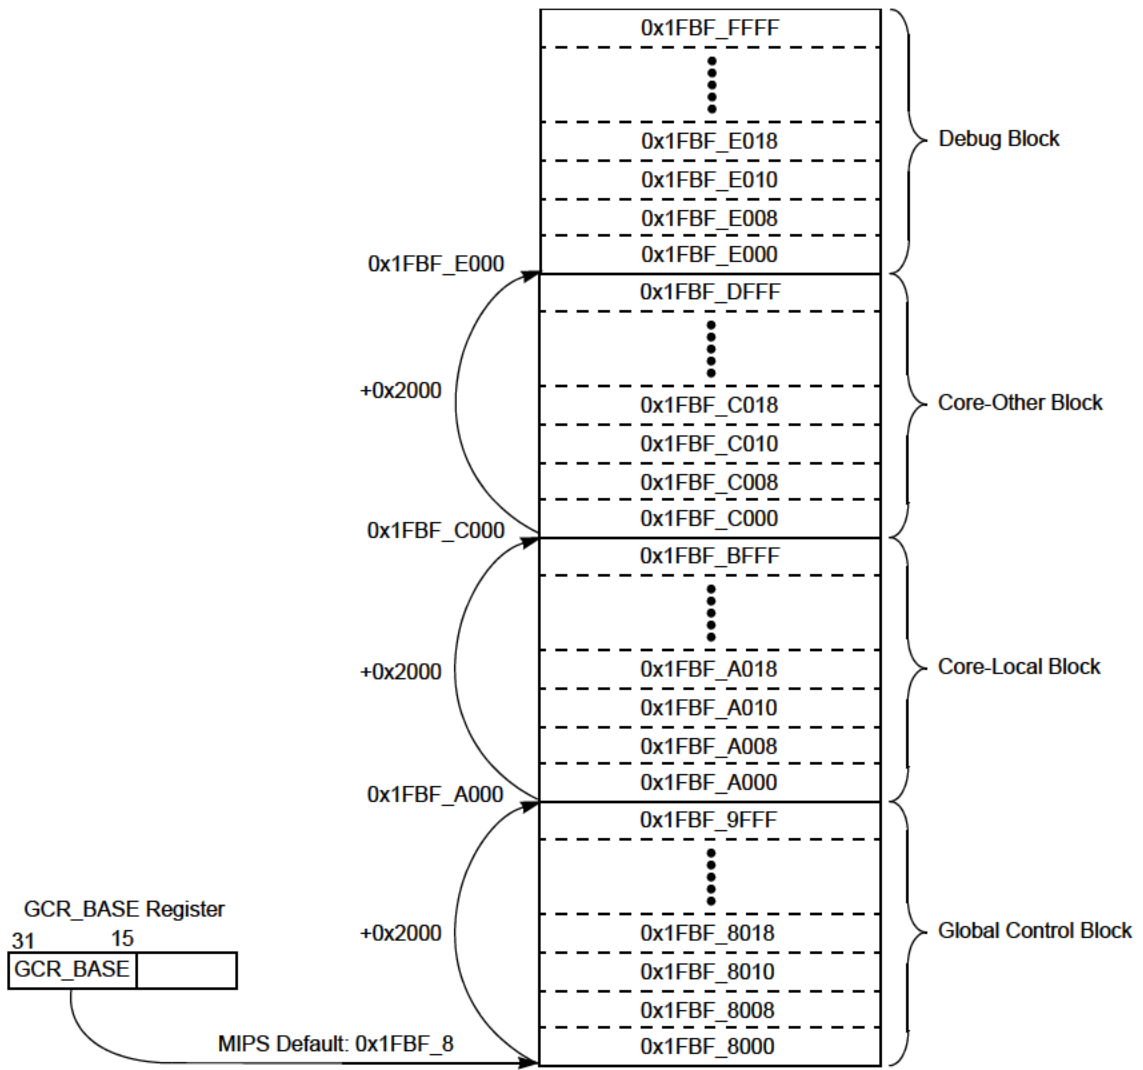 0x1FBF_FFFF
0x1FBF_E018
Debug Block
0x1FBF_E010
0x1FBF_E008
0x1FBF_E000
0x1FBF_E000
0x1FBF_DFFF
+0x2000
0x1FBF_C018
Core-Other Block
0x1FBF_C010
0x1FBF_C008
0x1FBF_C000
0x1FBF_C000
0x1FBF_BFFF
+0x2000
0x1FBF_A018
Core-Local Block
0x1FBF_A010
0x1FBF_A008
0x1FBF_A000
0x1FBF_A000
0x1FBF_9FFF
GCR_BASE Register
31 15
GCR_BASE
+0x2000
0x1FBF_8018
Global Control Block
0x1FBF_8010
0x1FBF_8008
MIPS Default: 0x1FBF_8
0x1FBF_8000